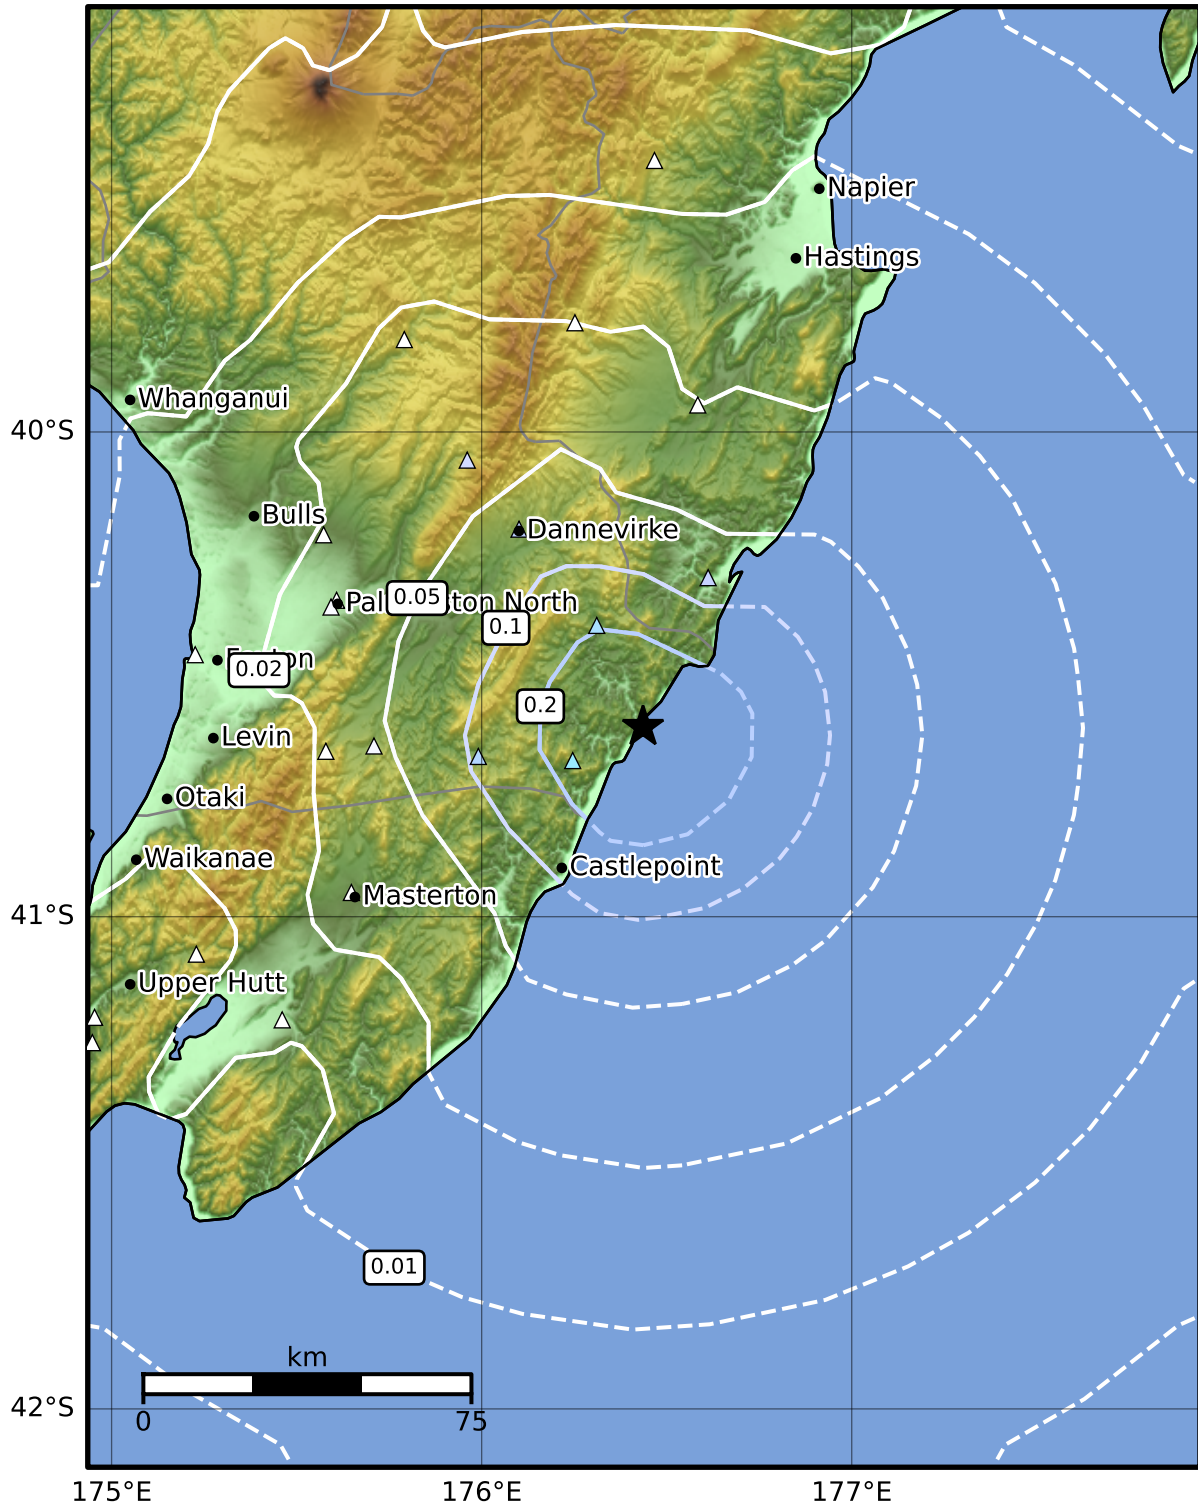 Napier
Hastings
Whanganui
40°S
Bulls
Dannevirke
0.05
North
0.1
0.02
0.2
Levin
Otaki
Waikanae
Castlepoint
Masterton
41°S
Upper Hutt
0.01
km
0
75
42°S
175°E
176°E
177°E